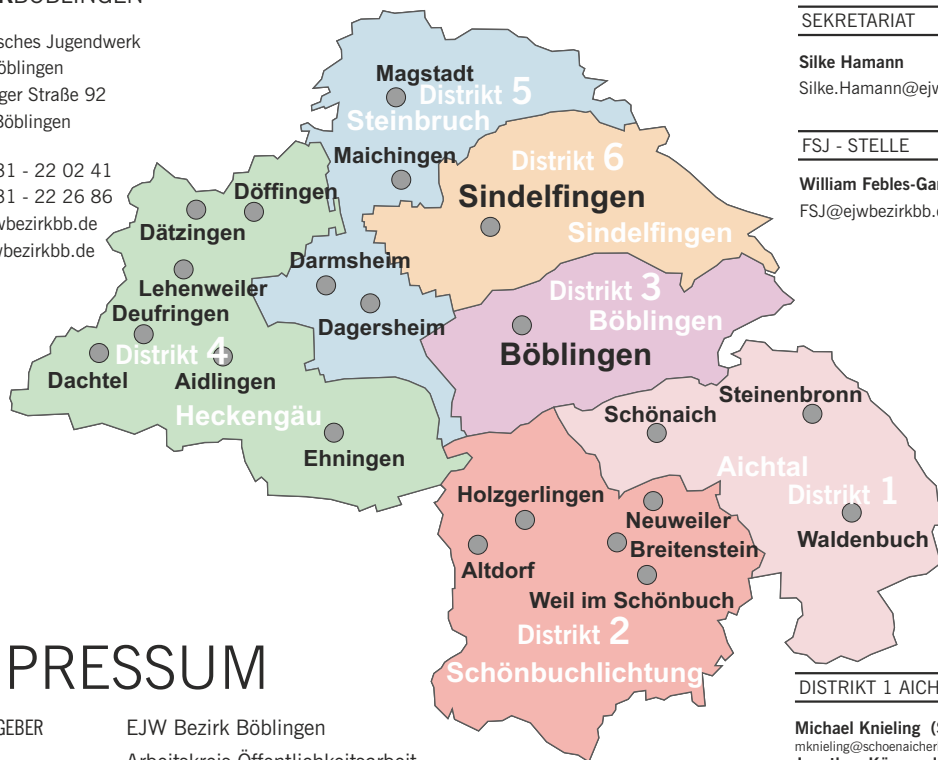 BÖBLINGEN
sches Jugendwerk
öblingen
ger Straße 92
Böblingen
31 - 22 02 41
31 - 22 26 86
wbezirkbb.de
wbezirkbb.de
SEKRETARIAT
Silke Hamann
Silke.Hamann@ejw
FSJ - STELLE
William Febles-Gar
FSJ@ejwbezirkbb.
Magstadt
Distrikt 5
Steinbruch
Maichingen
Distrikt 6
Sindelfingen
Sindelfingen
Döffingen
Dätzingen
Darmsheim
Lehenweiler
Dagersheim
Deufringen
Distrikt 4
Dachtel
Aidlingen
Heckengäu
Ehningen
Distrikt 3
Böblingen
Böblingen
Steinenbronn
Schönaich
Aichtal
Distrikt 1
Waldenbuch
Holzgerlingen
Neuweiler
Breitenstein
Altdorf
Weil im Schönbuch
Distrikt 2
Schönbuchlichtung
PRESSUM
GEBER
EJW Bezirk Böblingen
Arbeitskreis Öffentlichkeitsarbeit
DISTRIKT 1 AICH
Michael Knieling (S
mknieling@schoenaicher